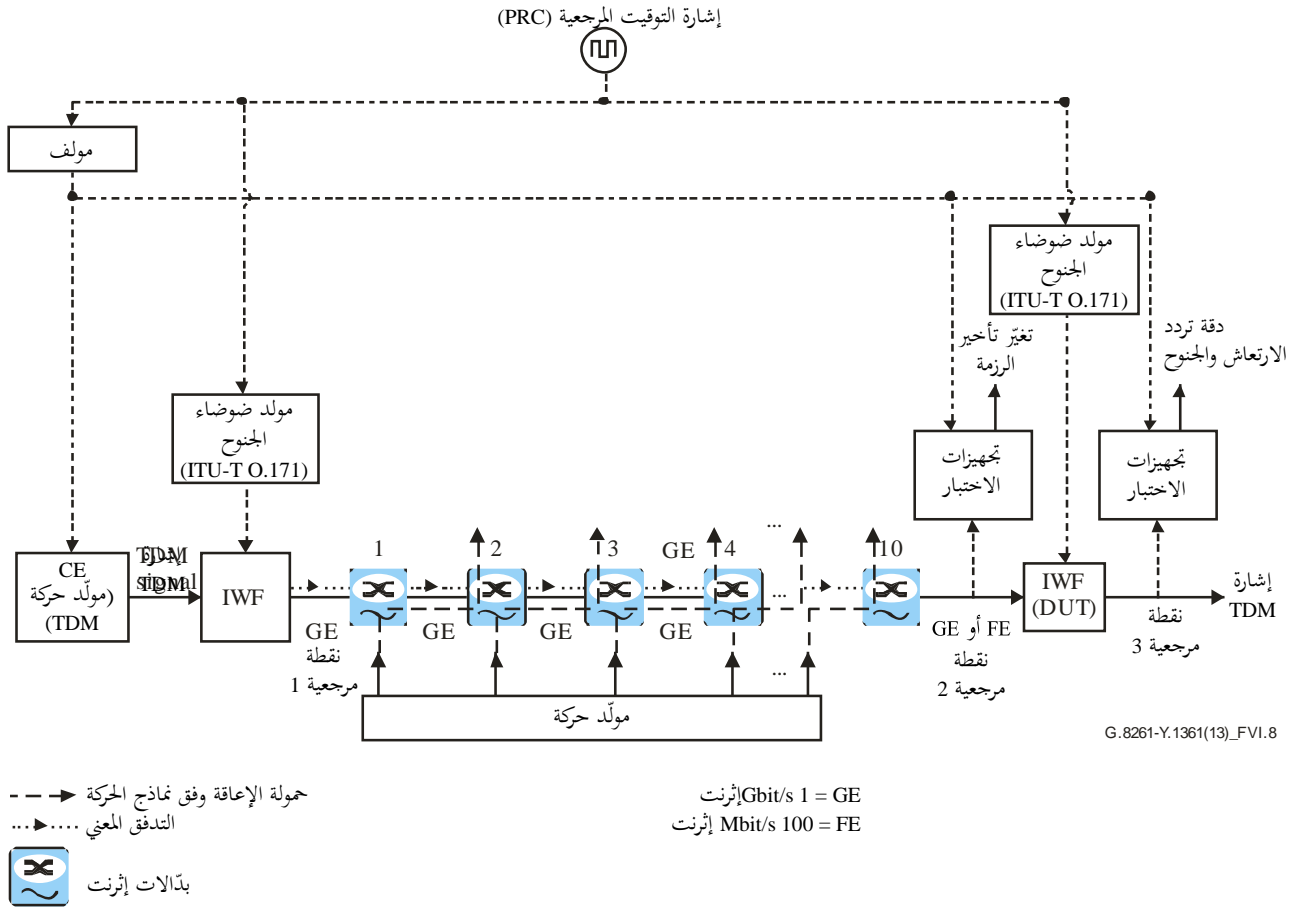 إشارة التوقيت المرجعية (PRC)
مولف
مولد ضوضاء
الجنوح
(ITU-T O.171)
دقة تردد
الارتعاش والجنوح
تغيّر تأخير
الرزمة
مولد ضوضاء
الجنوح
(ITU-T O.171)
تجهيزات
الاختبار
تجهيزات
الاختبار
CE
(مولّد حركة
TDM)
إشارة
TDM
TDM
signal
IWF
1
2
3
GE
4
...
10
...
IWF
(DUT)
إشارة
TDM
GE
نقطة
مرجعية 1
GE
GE
GE
...
FE أو GE
نقطة
مرجعية 2
نقطة
مرجعية 3
مولّد حركة
G.8261-Y.1361(13)_FVI.8
حمولة الإعاقة وفق نماذج الحركة
التدفق المعني
بدّالات إثرنت
GE = 1 Gbit/s إثرنت
FE = 100 Mbit/s إثرنت